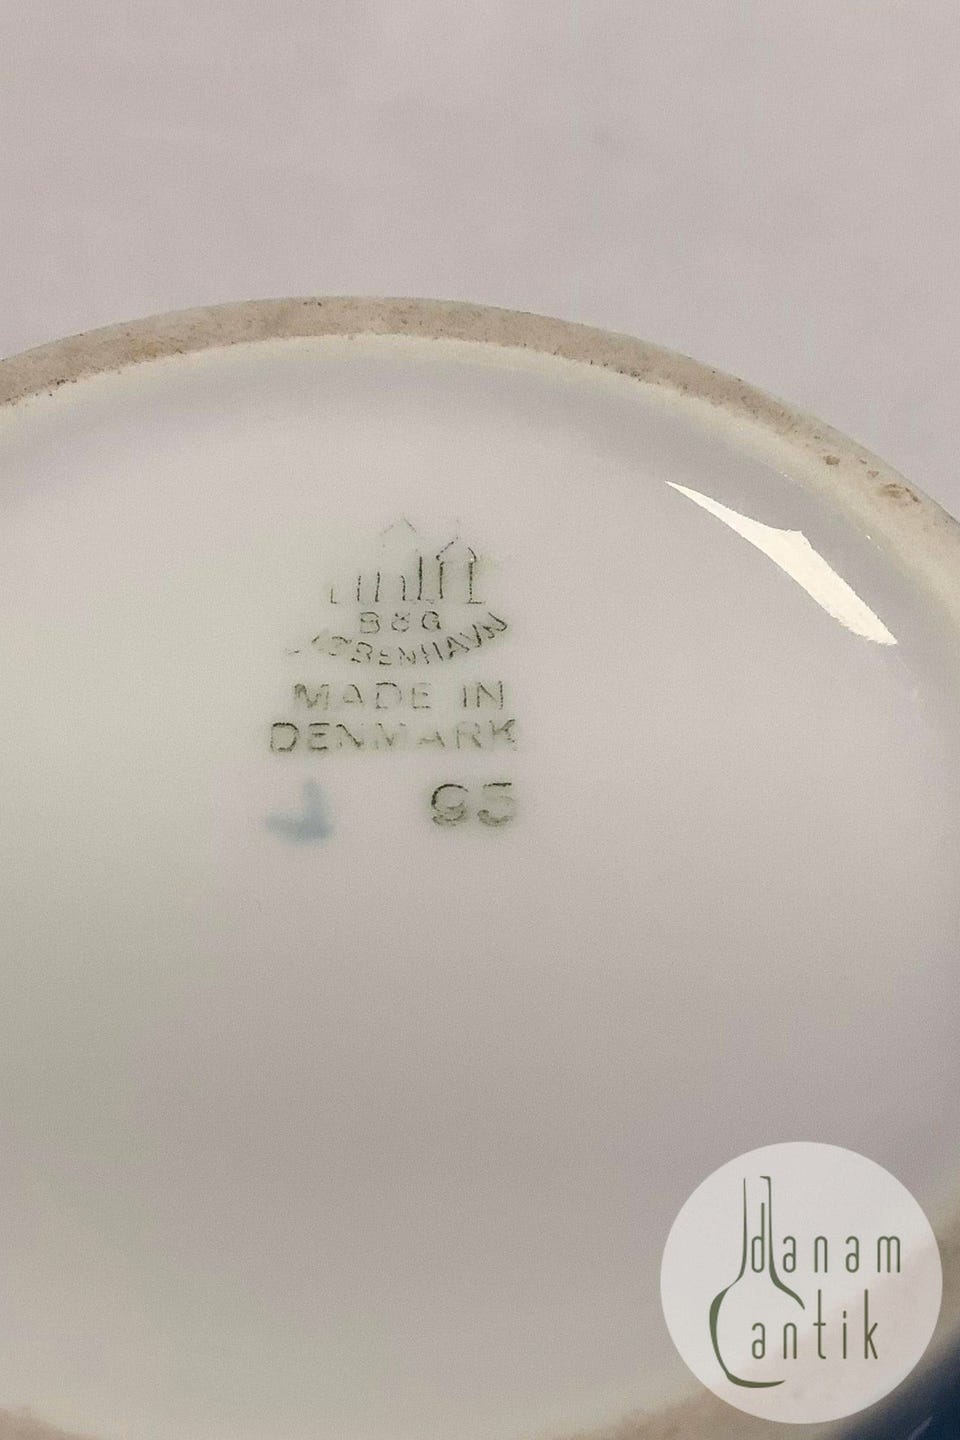 B&G
KØBENHAVN
MADE IN
DENMARK
95
danam
antik